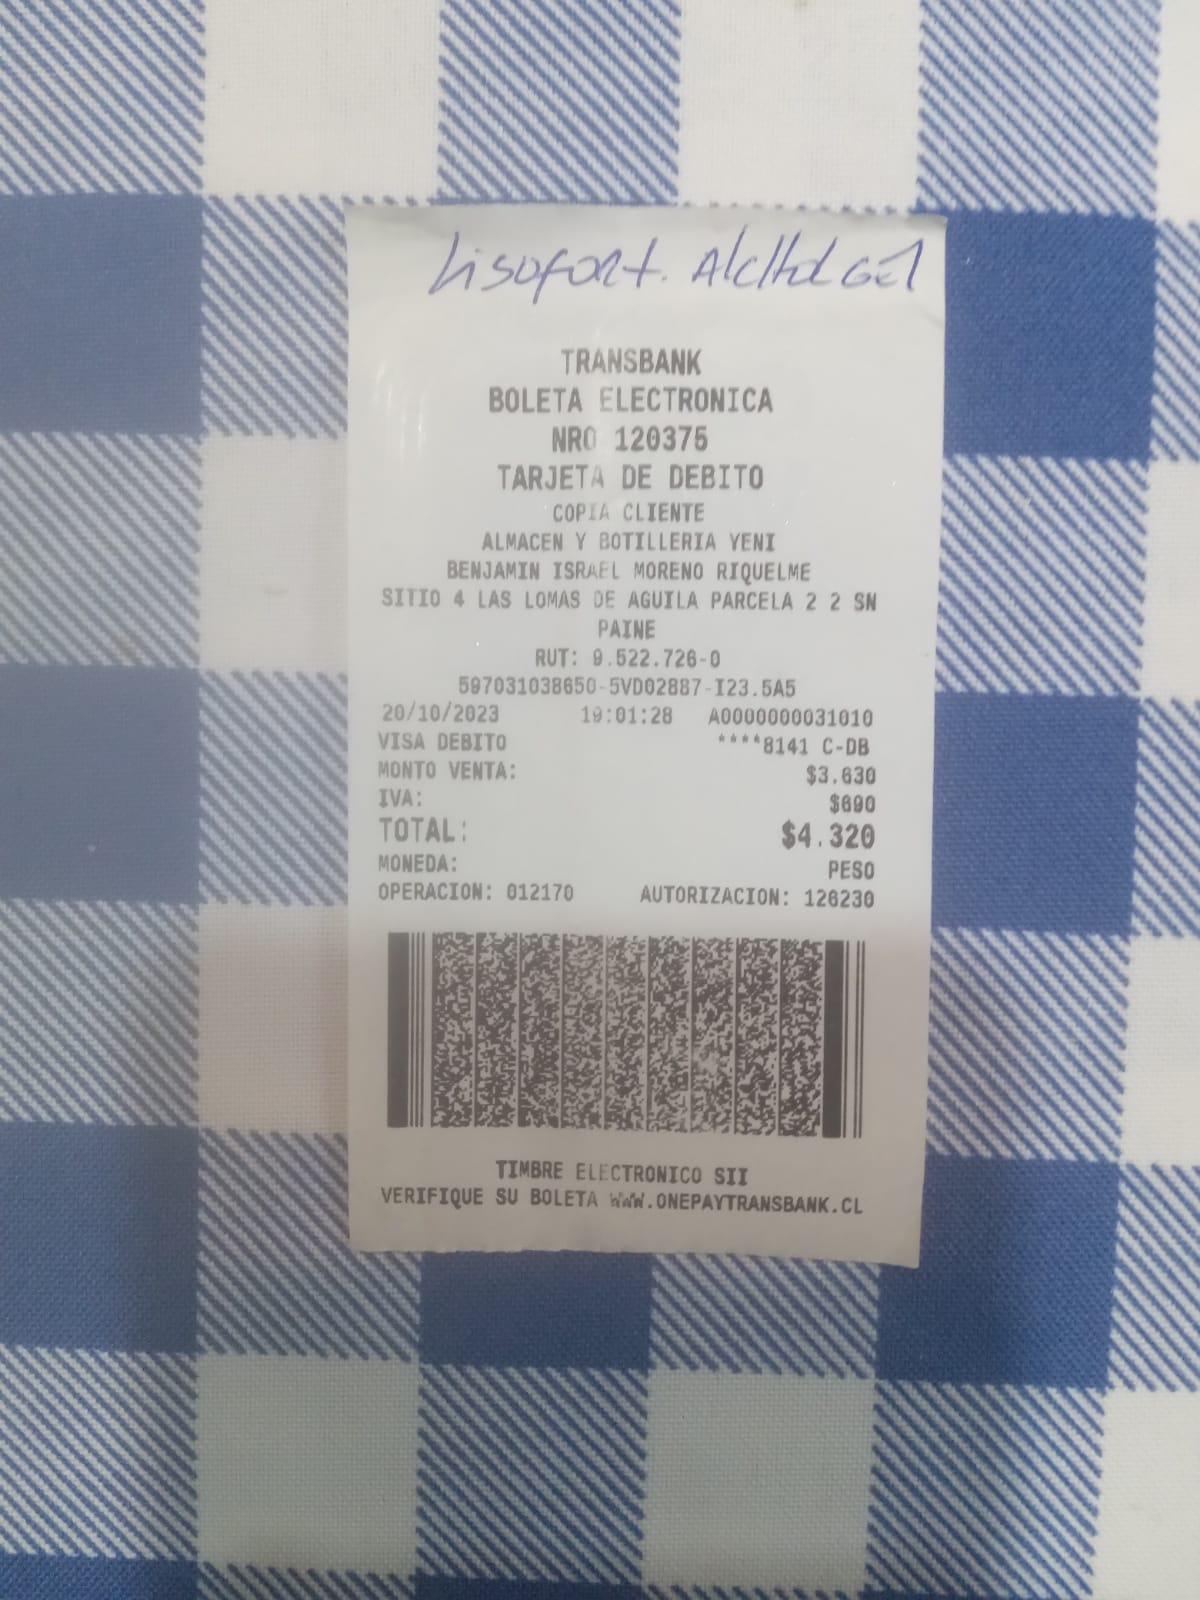 Lisofort. Alcohol GEl
TRANSBANK
BOLETA ELECTRONICA
NRO 120375
TARJETA DE DEBITO
COPIA CLIENTE
ALMACEN Y BOTILLERIA YENI
BENJAMIN ISRAEL MORENO RIQUELME
SITIO 4 LAS LOMAS DE AGUILA PARCELA 2 2 SN
PAINE
RUT: 9.522.726-0
597031038650-5VD02887-I23.5A5
20/10/2023 19:01:28 A0000000031010
VISA DEBITO ****8141 C-DB
MONTO VENTA: $3.630
IVA: $690
TOTAL: $4.320
MONEDA: PESO
OPERACION: 012170 AUTORIZACION: 126230
TIMBRE ELECTRONICO SII
VERIFIQUE SU BOLETA WWW.ONEPAYTRANSBANK.CL